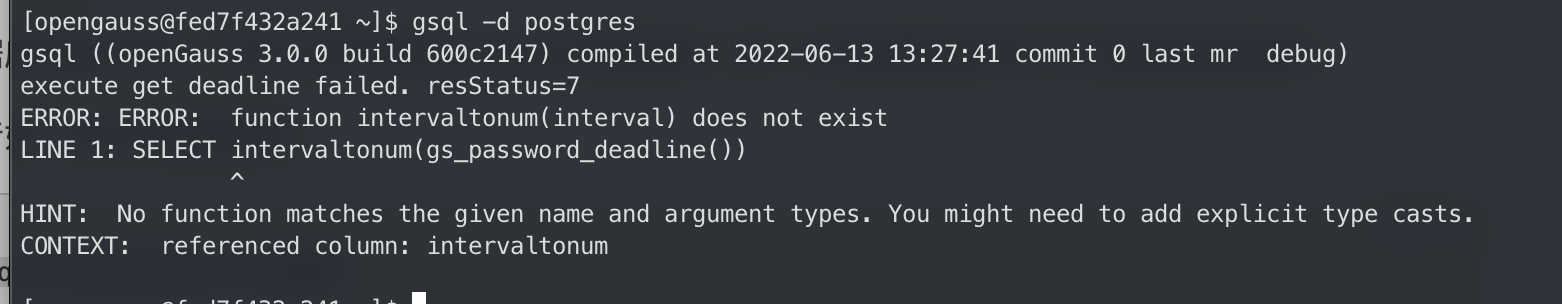 [opengauss@fed7f432a241 ~]$ gsql -d postgres
gsql ((openGauss 3.0.0 build 600c2147) compiled at 2022-06-13 13:27:41 commit 0 last mr  debug)
execute get deadline failed. resStatus=7
ERROR: ERROR:  function intervaltonum(interval) does not exist
LINE 1: SELECT intervaltonum(gs_password_deadline())
^
HINT:  No function matches the given name and argument types. You might need to add explicit type casts.
CONTEXT:  referenced column: intervaltonum